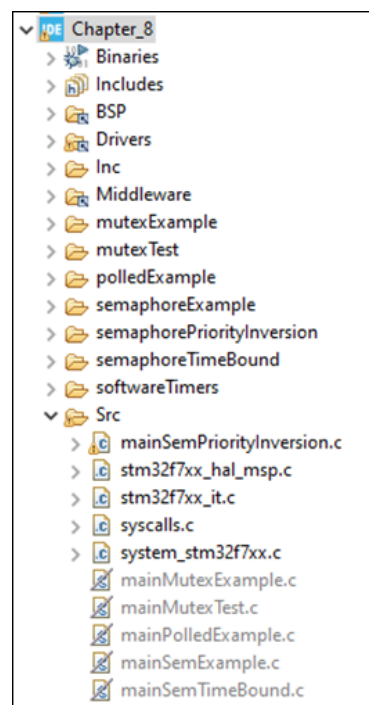 IDE Chapter_8
Binaries
Includes
BSP
Drivers
Inc
Middleware
mutexExample
mutexTest
polledExample
semaphoreExample
semaphorePriorityInversion
semaphoreTimeBound
softwareTimers
Src
.c mainSemPriorityInversion.c
.c stm32f7xx_hal_msp.c
.c stm32f7xx_it.c
.c syscalls.c
.c system_stm32f7xx.c
mainMutexExample.c
mainMutexTest.c
mainPolledExample.c
mainSemExample.c
mainSemTimeBound.c